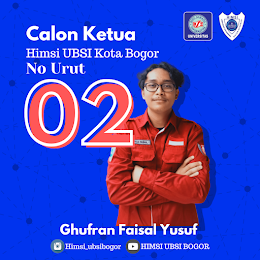 Calon Ketua
Himsi UBSI Kota Bogor
No Urut
02
Ghufran Faisal Yusuf
Himsi_ubsibogor
HIMSI UBSI BOGOR